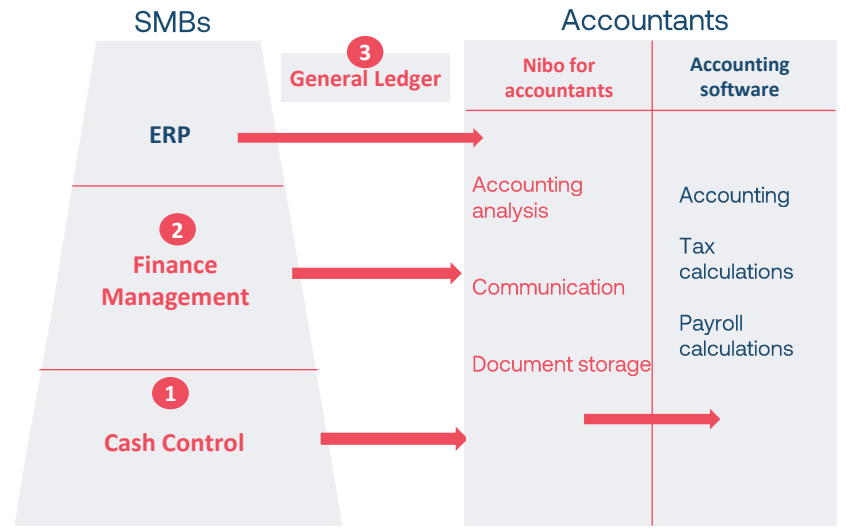 SMBs
Accountants
3
General Ledger
Nibo for
accountants
Accounting
software
ERP
Accounting
analysis
Accounting
2
Finance
Management
Tax
calculations
Communication
Payroll
calculations
Document storage
1
Cash Control